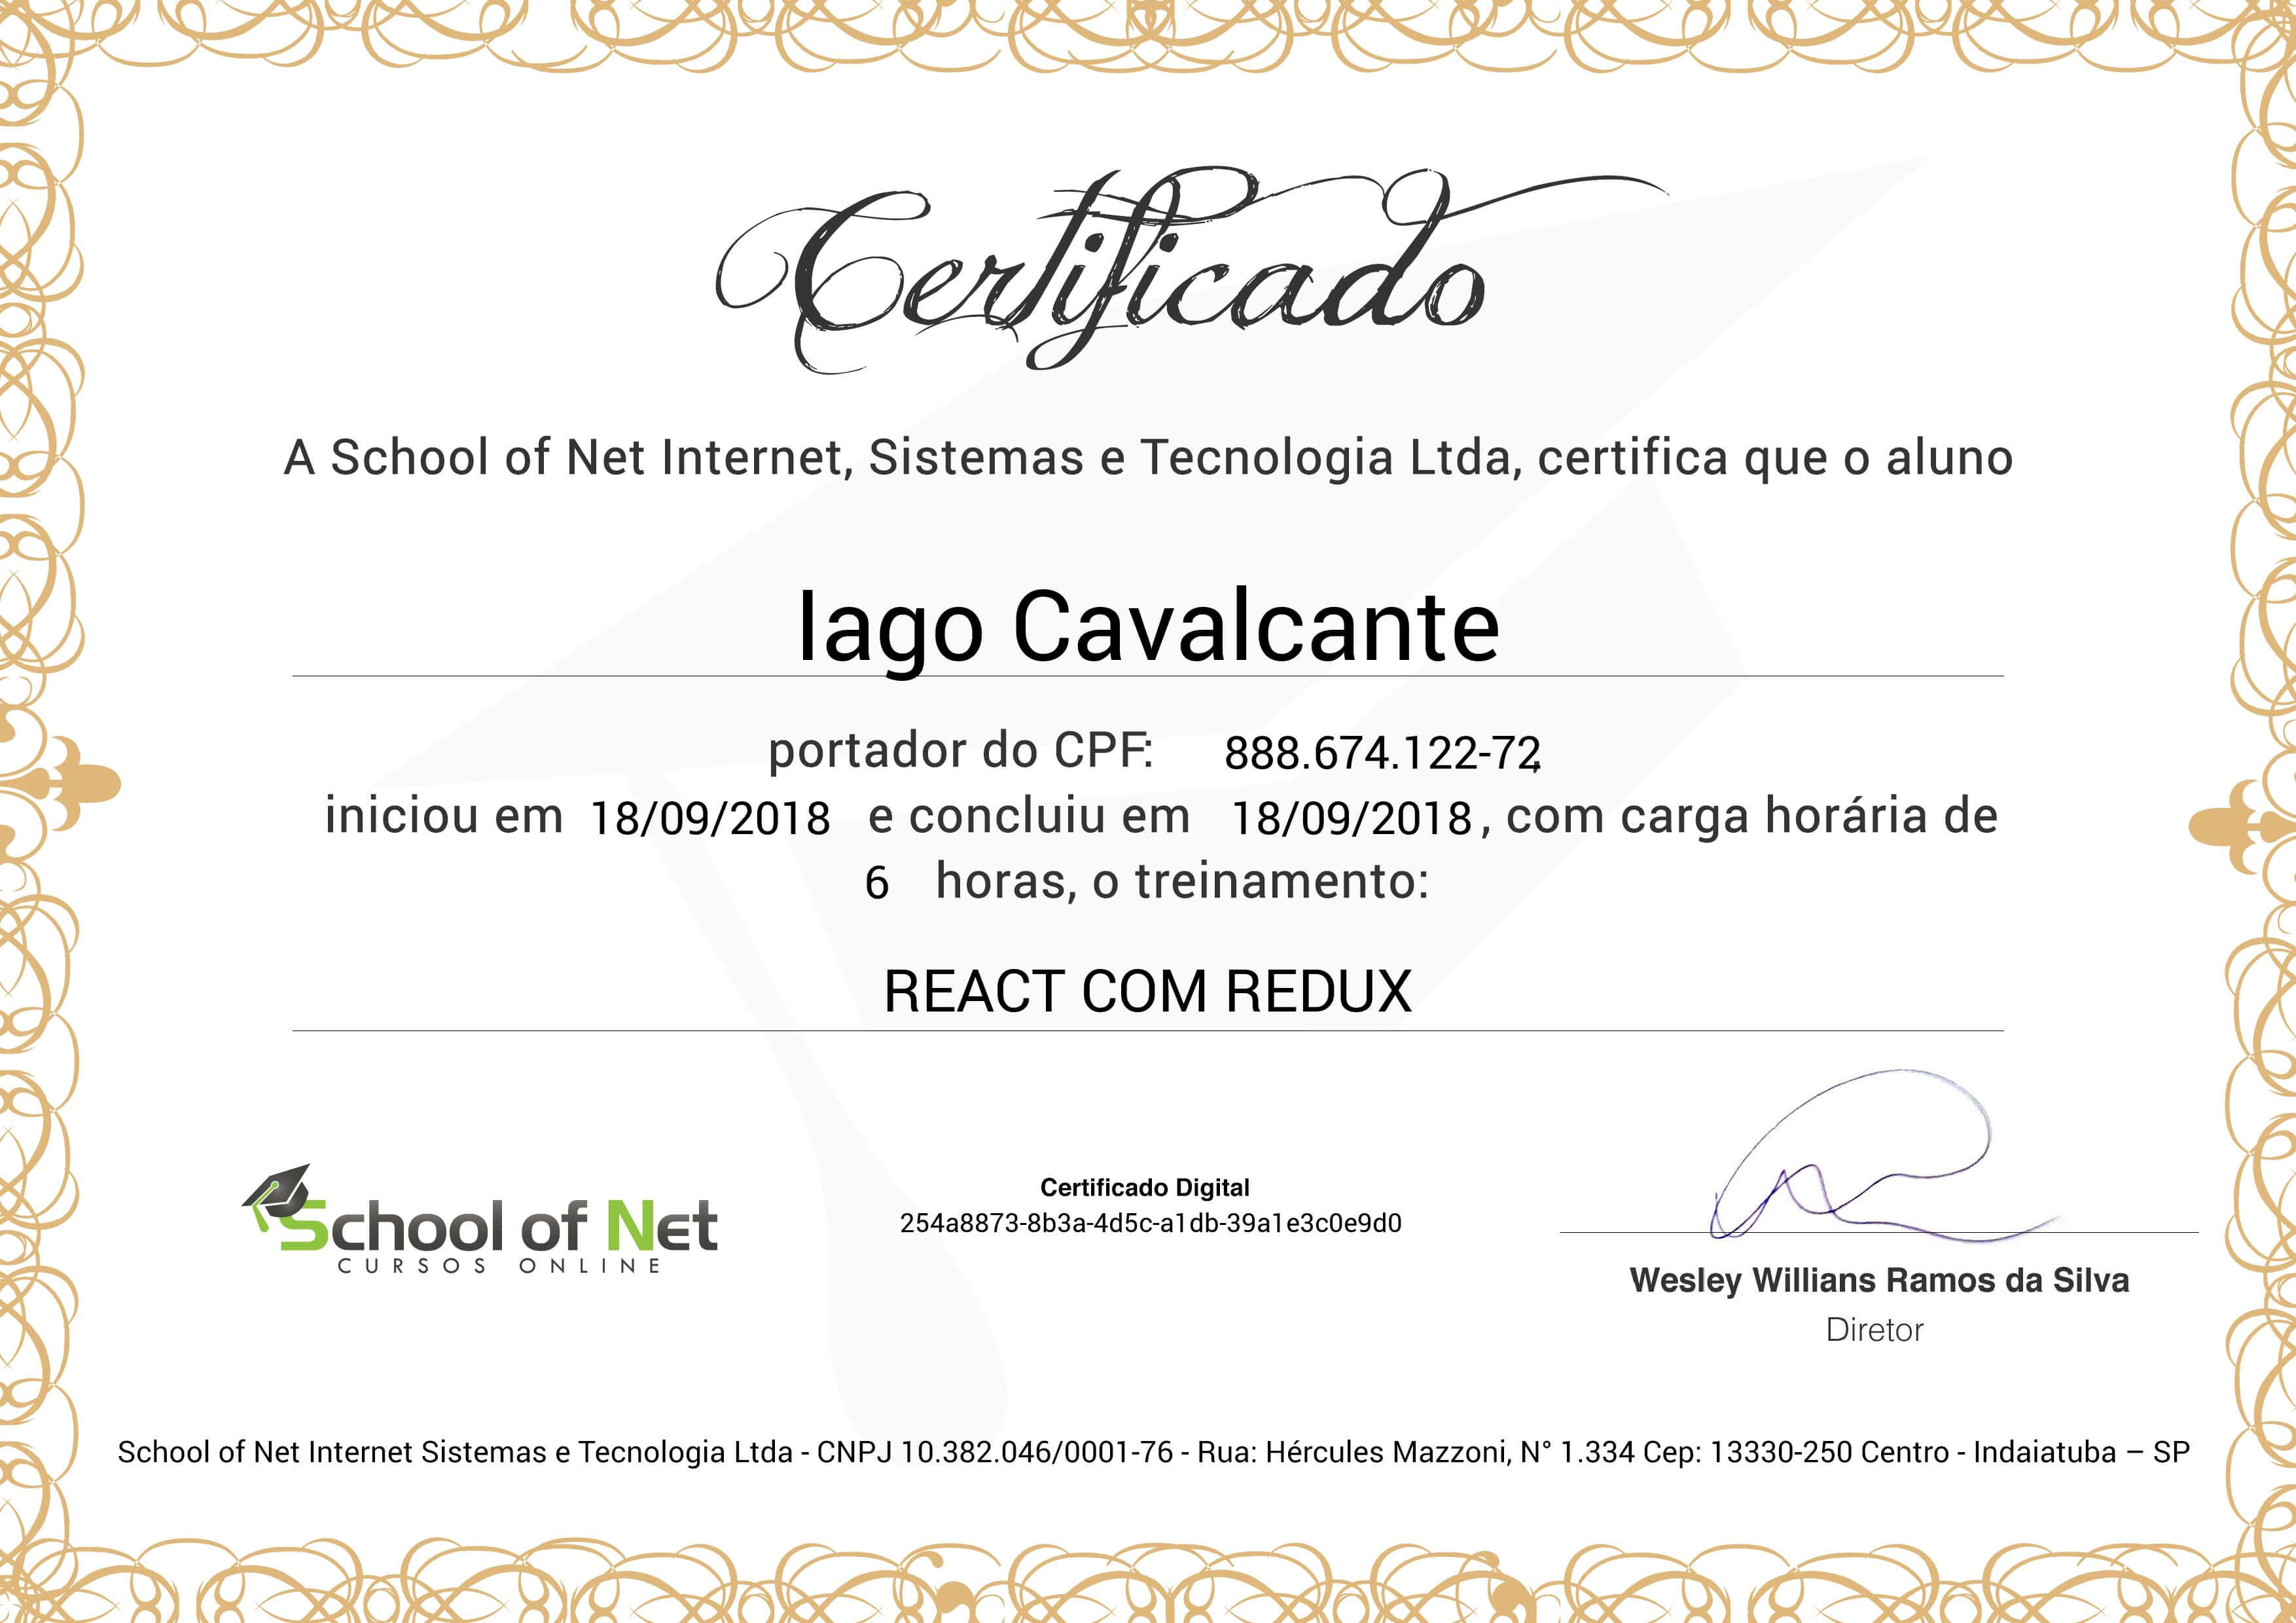 Certificado
A School of Net Internet, Sistemas e Tecnologia Ltda, certifica que o aluno
Iago Cavalcante
portador do CPF: 888.674.122-72,
iniciou em 18/09/2018 e concluiu em 18/09/2018, com carga horária de
6 horas, o treinamento:
REACT COM REDUX
School of Net
CURSOS ONLINE
Certificado Digital
254a8873-8b3a-4d5c-a1db-39a1e3c0e9d0
Wesley Willians Ramos da Silva
Diretor
School of Net Internet Sistemas e Tecnologia Ltda - CNPJ 10.382.046/0001-76 - Rua: Hércules Mazzoni, N° 1.334 Cep: 13330-250 Centro - Indaiatuba – SP